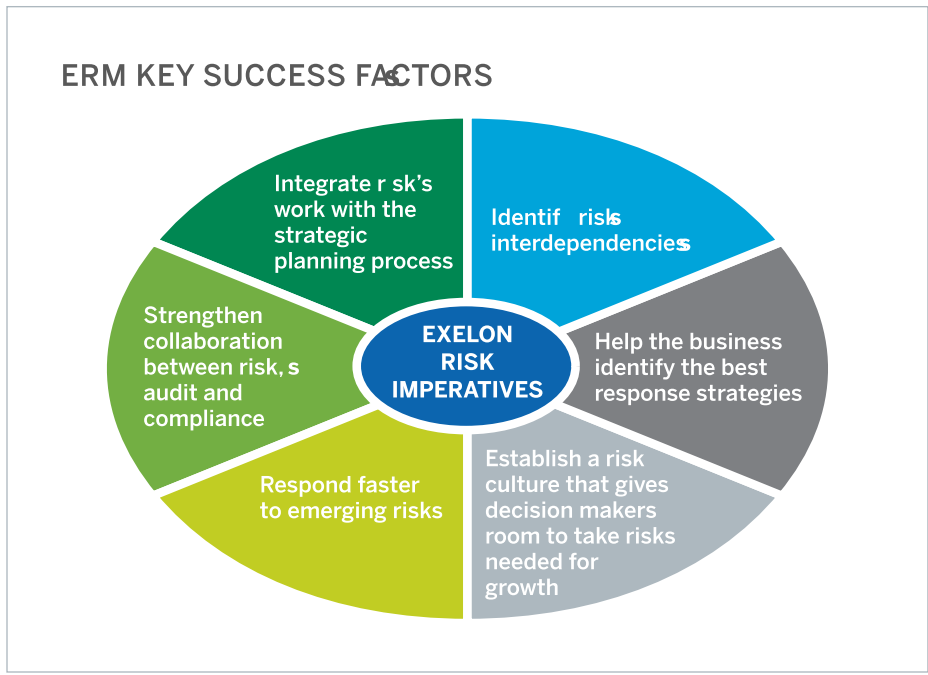 ERM KEY SUCCESS FACTORS
Integrate r sk's
work with the
strategic
planning process
Identif risks
interdependencies
Strengthen
collaboration
between risk, s
audit and
compliance
EXELON
RISK
IMPERATIVES
Help the business
identify the best
response strategies
Respond faster
to emerging risks
Establish a risk
culture that gives
decision makers
room to take risks
needed for
growth